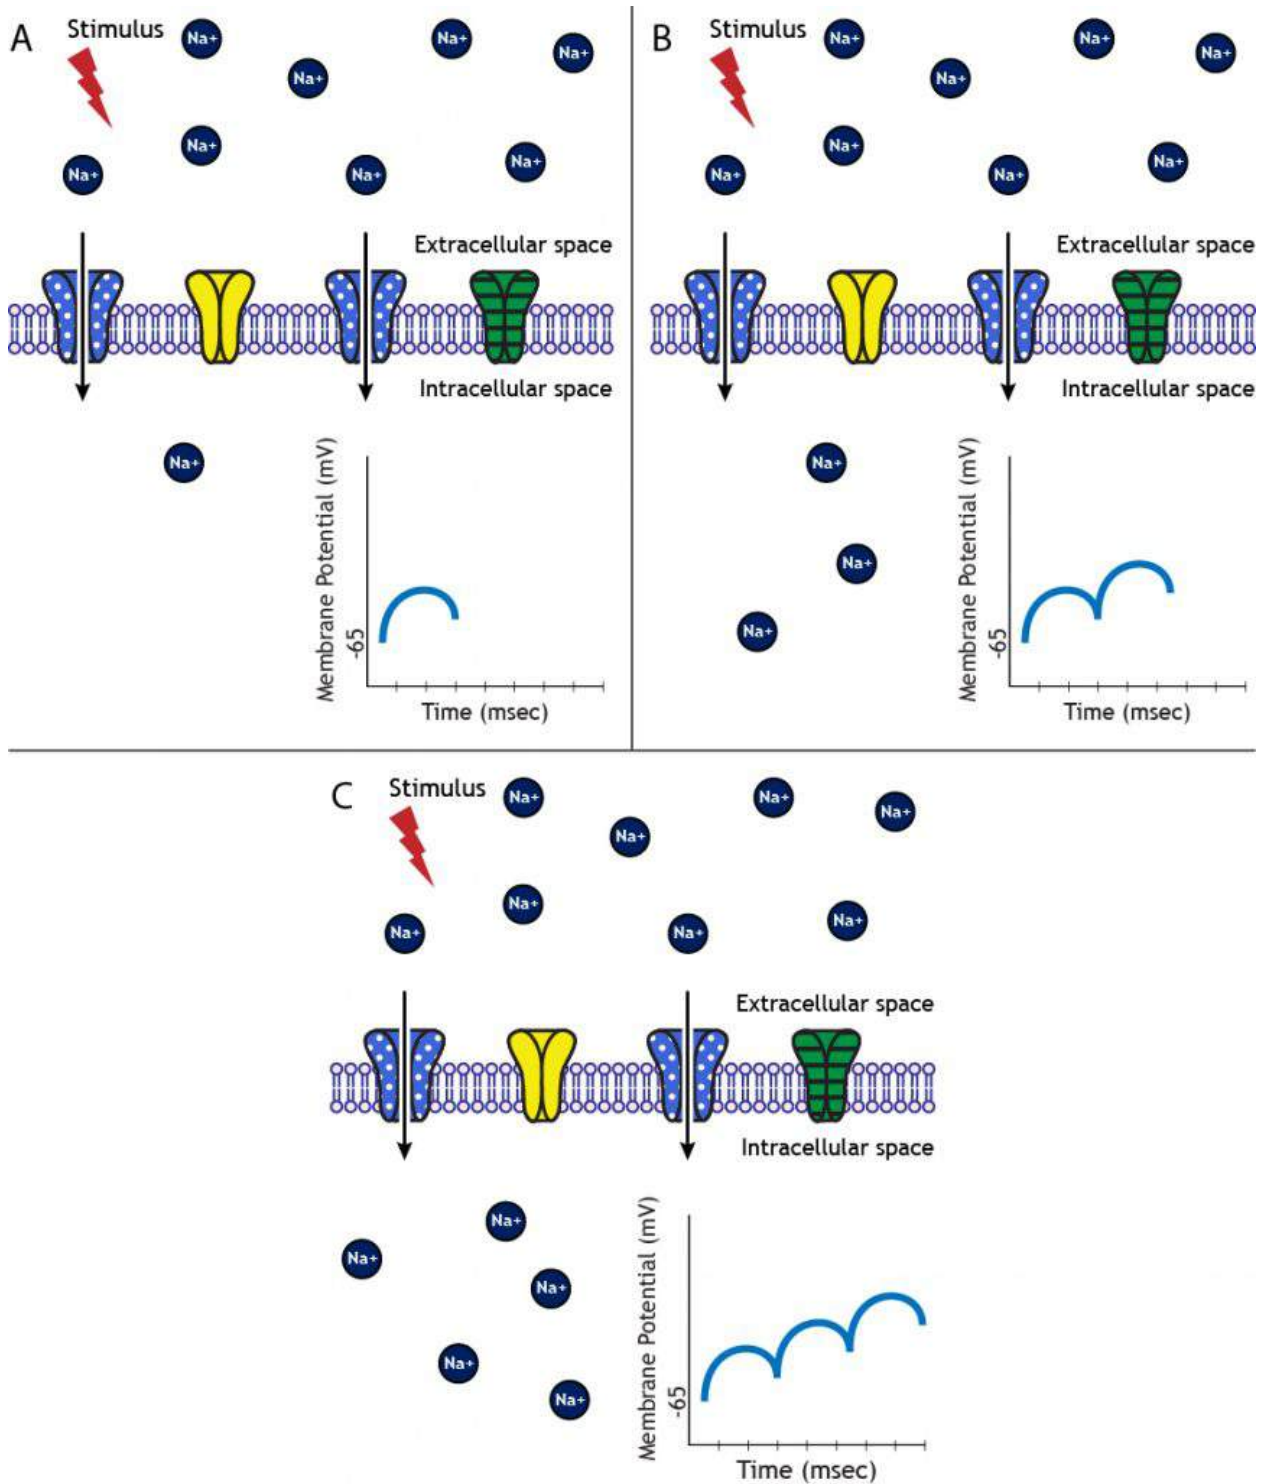 A
Stimulus
Na+
Na+
Na+
Na+
Na+
Na+
Na+
Na+
Extracellular space
Intracellular space
Na+
Membrane Potential (mV)
-65
Time (msec)
B
Stimulus
Na+
Na+
Na+
Na+
Na+
Na+
Na+
Na+
Extracellular space
Intracellular space
Na+
Na+
Na+
Membrane Potential (mV)
-65
Time (msec)
C
Stimulus
Na+
Na+
Na+
Na+
Na+
Na+
Na+
Na+
Extracellular space
Intracellular space
Na+
Na+
Na+
Na+
Na+
Membrane Potential (mV)
-65
Time (msec)